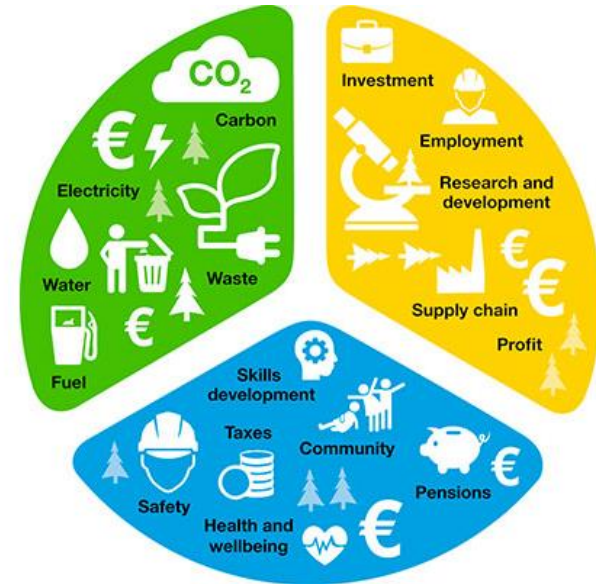 CO₂
Carbon
€
Electricity
Water
Waste
€
Fuel
Investment
Employment
Research and
development
€
€
Supply chain
Profit
Skills
development
Taxes
Community
€
Pensions
Safety
Health and
wellbeing
€